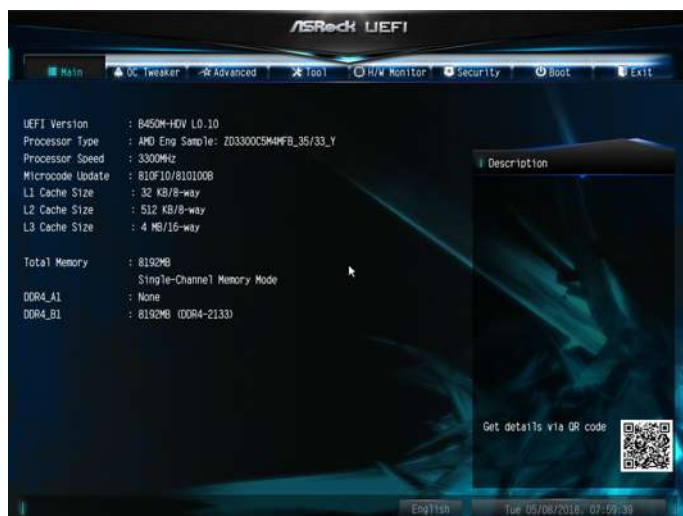 ASRock UEFI
Main OC Tweaker Advanced Tool H/W Monitor Security Boot Exit
UEFI Version : B450M-HDV L0.10
Processor Type : AMD Eng Sample: ZD3300C5M4MFB_35/33_Y
Processor Speed : 3300MHz
Microcode Update : 810F10/8101008
L1 Cache Size : 32 KB/8-way
L2 Cache Size : 512 KB/8-way
L3 Cache Size : 4 MB/16-way
Total Memory : 8192MB
Single-Channel Memory Mode
DDR4_A1 : None
DDR4_B1 : 8192MB (DDR4-2133)
Description
Get details via QR code
English
Tue 05/08/2018. 07:59:39